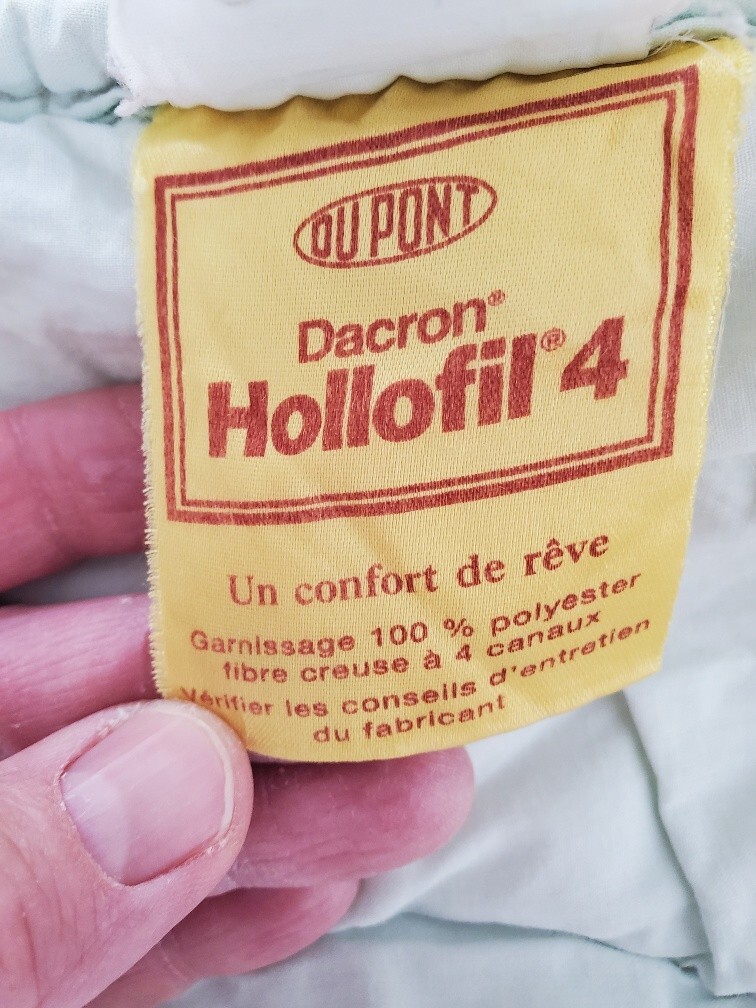 DU PONT
Dacron®
Hollofil® 4
Un confort de rêve
Garnissage 100 % polyester
fibre creuse à 4 canaux
Vérifier les conseils d'entretien
du fabricant